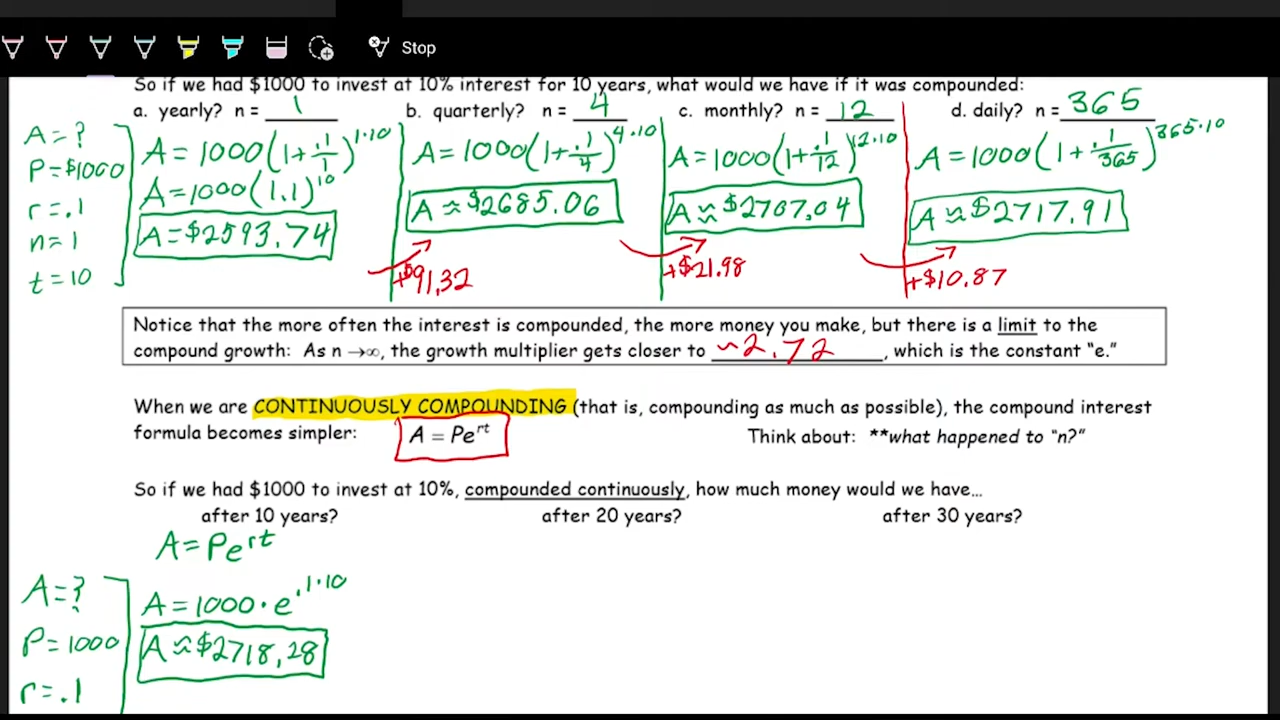 Stop
So if we had $1000 to invest at 10% interest for 10 years, what would we have if it was compounded:
a. yearly? n = 1 b. quarterly? n = 4 c. monthly? n = 12 d. daily? n = 365
A = ?
P = $1000
r = .1
n = 1
t = 10
A = 1000(1+.1/1)^1·10
A = 1000(1.1)^10
A = $2593.74
A = 1000(1+.1/4)^4·10
A ≈ $2685.06
A = 1000(1+.1/12)^12·10
A ≈ $2707.04
A = 1000(1+.1/365)^365·10
A ≈ $2717.91
+$91.32
+$21.98
+$10.87
Notice that the more often the interest is compounded, the more money you make, but there is a limit to the
compound growth: As n →∞, the growth multiplier gets closer to ~2.72, which is the constant "e."
When we are CONTINUOUSLY COMPOUNDING (that is, compounding as much as possible), the compound interest
formula becomes simpler: A = Pe^rt Think about: **what happened to "n?"
So if we had $1000 to invest at 10%, compounded continuously, how much money would we have…
after 10 years? after 20 years? after 30 years?
A = Pe^rt
A = ?
P = 1000
r = .1
A = 1000 · e^.1·10
A ≈ $2718.28